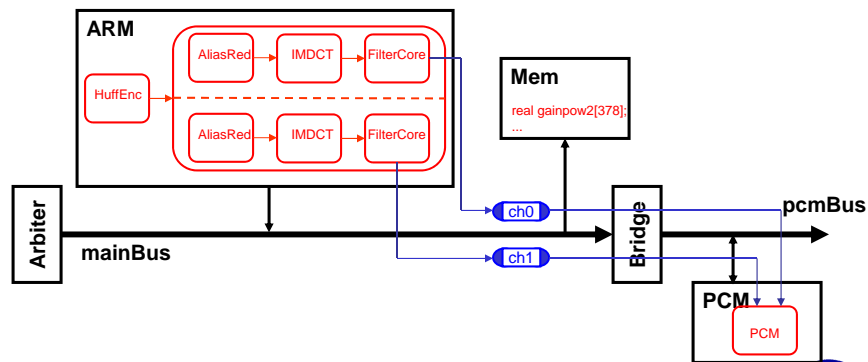 ARM
AliasRed
IMDCT
FilterCore
HuffEnc
AliasRed
IMDCT
FilterCore
Mem
real gainpow2[378];
...
Arbiter
mainBus
ch0
ch1
Bridge
pcmBus
PCM
PCM